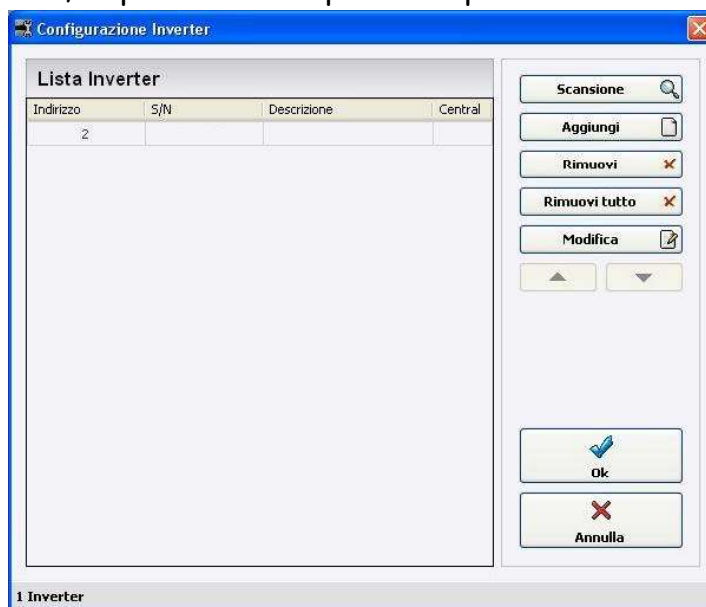 Configurazione Inverter
Lista Inverter
Indirizzo S/N Descrizione Central
2
Scansione
Aggiungi
Rimuovi
Rimuovi tutto
Modifica
Ok
Annulla
1 Inverter